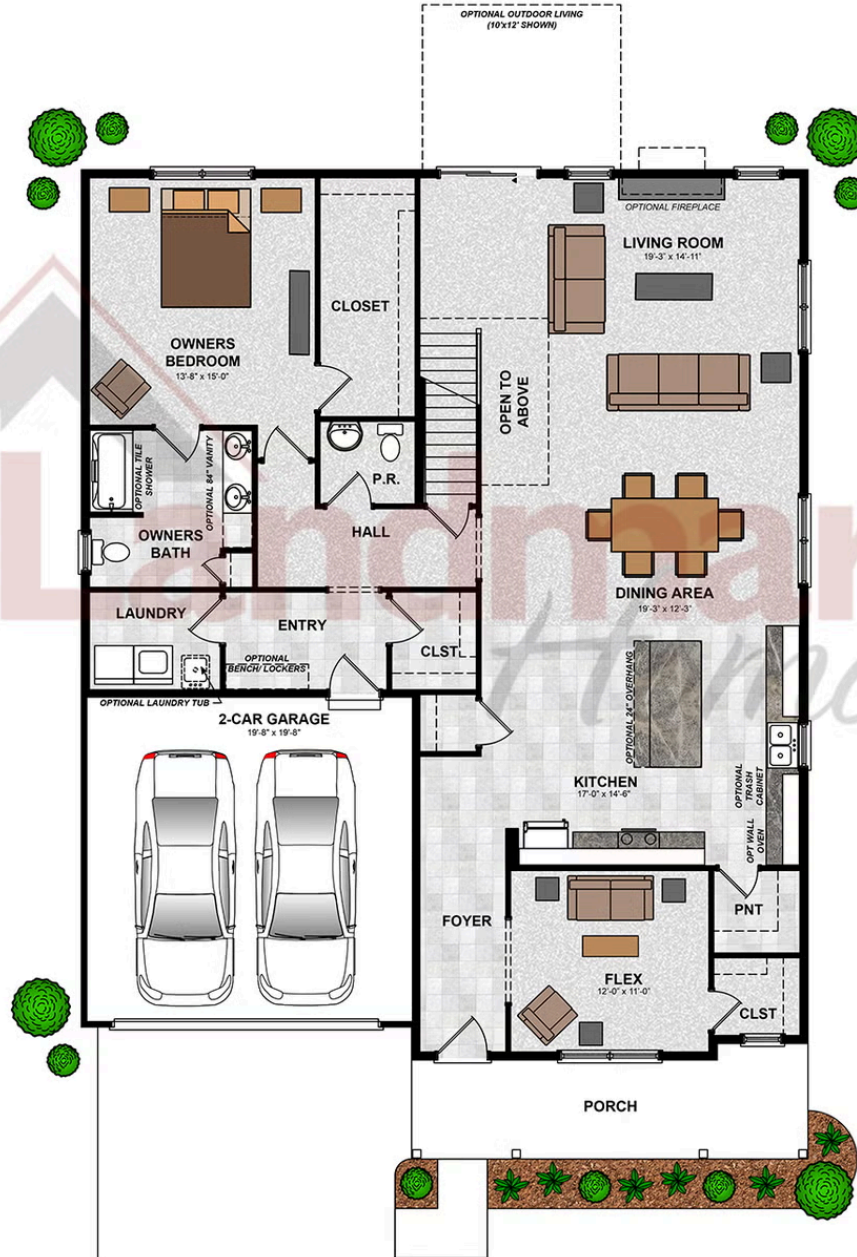 OPTIONAL OUTDOOR LIVING
(10'x12' SHOWN)
OPTIONAL FIREPLACE
LIVING ROOM
19'-3" x 14'-11"
CLOSET
OWNERS
BEDROOM
13'-8" x 15'-0"
OPEN TO
ABOVE
OPTIONAL TILE
SHOWER
OPTIONAL 84" VANITY
P.R.
OWNERS
BATH
HALL
Landmar
Home
DINING AREA
19'-3" x 12'-3"
LAUNDRY
ENTRY
CLST
OPTIONAL
BENCH/ LOCKERS
OPTIONAL LAUNDRY TUB
2-CAR GARAGE
19'-8" x 19'-8"
OPTIONAL 24" OVERHANG
KITCHEN
17'-0" x 14'-6"
OPTIONAL
TRASH
CABINET
OPT WALL
OVEN
PNT
FOYER
FLEX
12'-0" x 11'-0"
CLST
PORCH